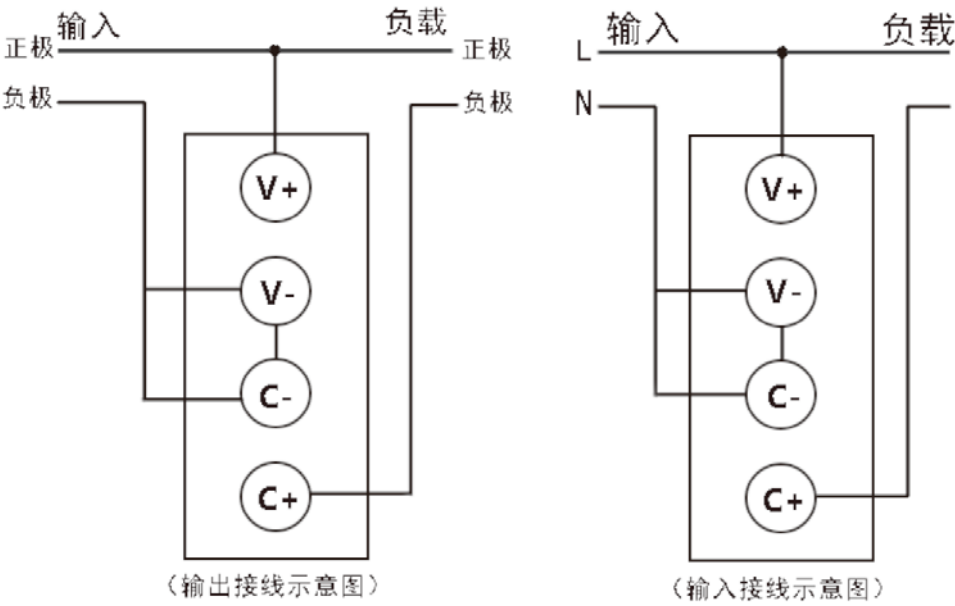 输入
负载
正极
正极
负极
负极
V+
V-
C-
C+
（输出接线示意图）
输入
负载
L
N
V+
V-
C-
C+
（输入接线示意图）